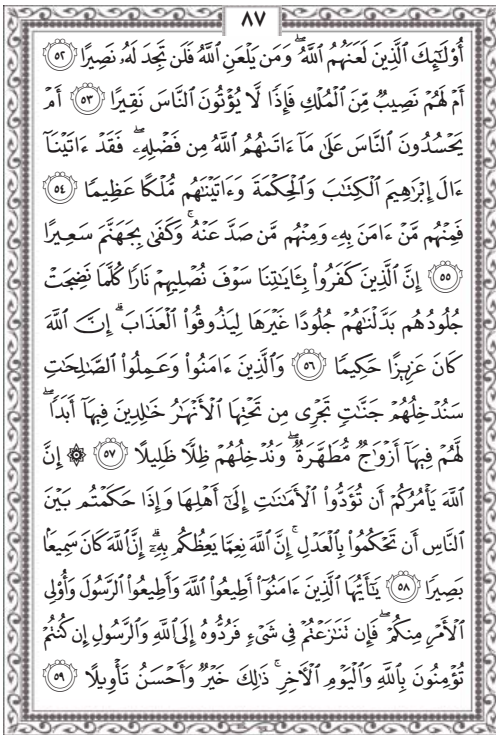 ٨٧
أُوْلَٰٓئِكَ ٱلَّذِينَ لَعَنَهُمُ ٱللَّهُۖ وَمَن يَلْعَنِ ٱللَّهُ فَلَن تَجِدَ لَهُۥ نَصِيرًا ٥٢
أَمْ لَهُمْ نَصِيبٌ مِّنَ ٱلْمُلْكِ فَإِذًا لَّا يُؤْتُونَ ٱلنَّاسَ نَقِيرًا ٥٣ أَمْ
يَحْسُدُونَ ٱلنَّاسَ عَلَىٰ مَآ ءَاتَىٰهُمُ ٱللَّهُ مِن فَضْلِهِۦۖ فَقَدْ ءَاتَيْنَآ
ءَالَ إِبْرَٰهِيمَ ٱلْكِتَٰبَ وَٱلْحِكْمَةَ وَءَاتَيْنَٰهُم مُّلْكًا عَظِيمًا ٥٤
فَمِنْهُم مَّنْ ءَامَنَ بِهِۦ وَمِنْهُم مَّن صَدَّ عَنْهُۚ وَكَفَىٰ بِجَهَنَّمَ سَعِيرًا
٥٥ إِنَّ ٱلَّذِينَ كَفَرُواْ بِـَٔايَٰتِنَا سَوْفَ نُصْلِيهِمْ نَارًا كُلَّمَا نَضِجَتْ
جُلُودُهُم بَدَّلْنَٰهُمْ جُلُودًا غَيْرَهَا لِيَذُوقُواْ ٱلْعَذَابَۗ إِنَّ ٱللَّهَ
كَانَ عَزِيزًا حَكِيمًا ٥٦ وَٱلَّذِينَ ءَامَنُواْ وَعَمِلُواْ ٱلصَّٰلِحَٰتِ
سَنُدْخِلُهُمْ جَنَّٰتٍ تَجْرِى مِن تَحْتِهَا ٱلْأَنْهَٰرُ خَٰلِدِينَ فِيهَآ أَبَدًاۖ
لَّهُمْ فِيهَآ أَزْوَٰجٌ مُّطَهَّرَةٌۖ وَنُدْخِلُهُمْ ظِلًّا ظَلِيلًا ٥٧ ۞ إِنَّ
ٱللَّهَ يَأْمُرُكُمْ أَن تُؤَدُّواْ ٱلْأَمَٰنَٰتِ إِلَىٰٓ أَهْلِهَا وَإِذَا حَكَمْتُم بَيْنَ
ٱلنَّاسِ أَن تَحْكُمُواْ بِٱلْعَدْلِۚ إِنَّ ٱللَّهَ نِعِمَّا يَعِظُكُم بِهِۦٓۗ إِنَّ ٱللَّهَ كَانَ سَمِيعًۢا
بَصِيرًا ٥٨ يَٰٓأَيُّهَا ٱلَّذِينَ ءَامَنُوٓاْ أَطِيعُواْ ٱللَّهَ وَأَطِيعُواْ ٱلرَّسُولَ وَأُوْلِى
ٱلْأَمْرِ مِنكُمْۖ فَإِن تَنَٰزَعْتُمْ فِى شَىْءٍ فَرُدُّوهُ إِلَى ٱللَّهِ وَٱلرَّسُولِ إِن كُنتُمْ
تُؤْمِنُونَ بِٱللَّهِ وَٱلْيَوْمِ ٱلْأٓخِرِۚ ذَٰلِكَ خَيْرٌ وَأَحْسَنُ تَأْوِيلًا ٥٩